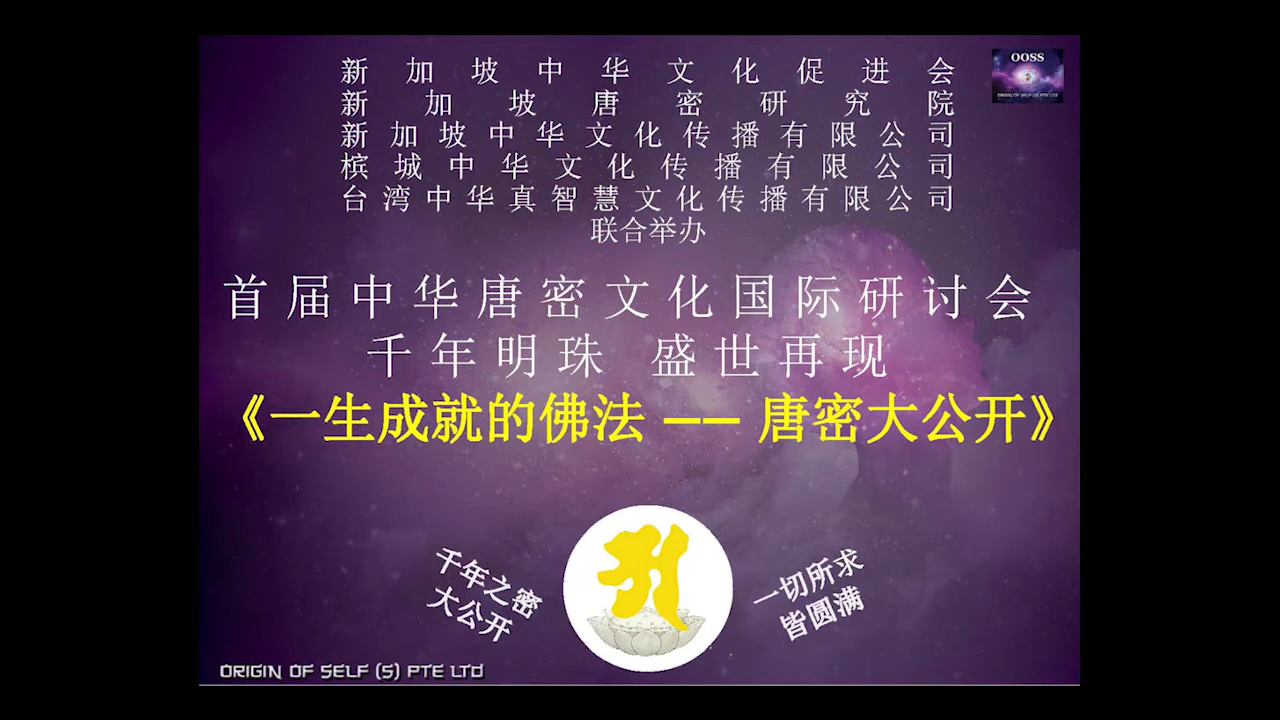 新加坡中华文化促进会
OOSS
新加坡唐密研究院
ORIGIN OF SELF (S) PTE LTD
新加坡中华文化传播有限公司
槟城中华文化传播有限公司
台湾中华真智慧文化传播有限公司
联合举办
首届中华唐密文化国际研讨会
千年明珠 盛世再现
《一生成就的佛法 —— 唐密大公开》
千年之密
大公开
一切所求
皆圆满
ORIGIN OF SELF (S) PTE LTD